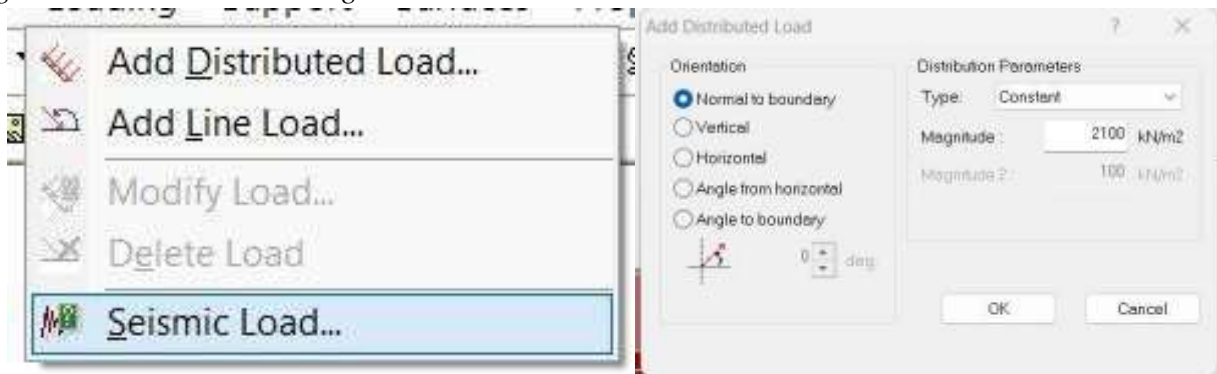 Add Distributed Load...
Add Line Load...
Modify Load...
Delete Load
Seismic Load...
Add Distributed Load
? ×
Orientation
Normal to boundary
Vertical
Horizontal
Angle from horizontal
Angle to boundary
0
deg
Distribution Parameters
Type: Constant
Magnitude : 2100 kN/m2
Magnitude 2 : 100 kN/m2
OK Cancel